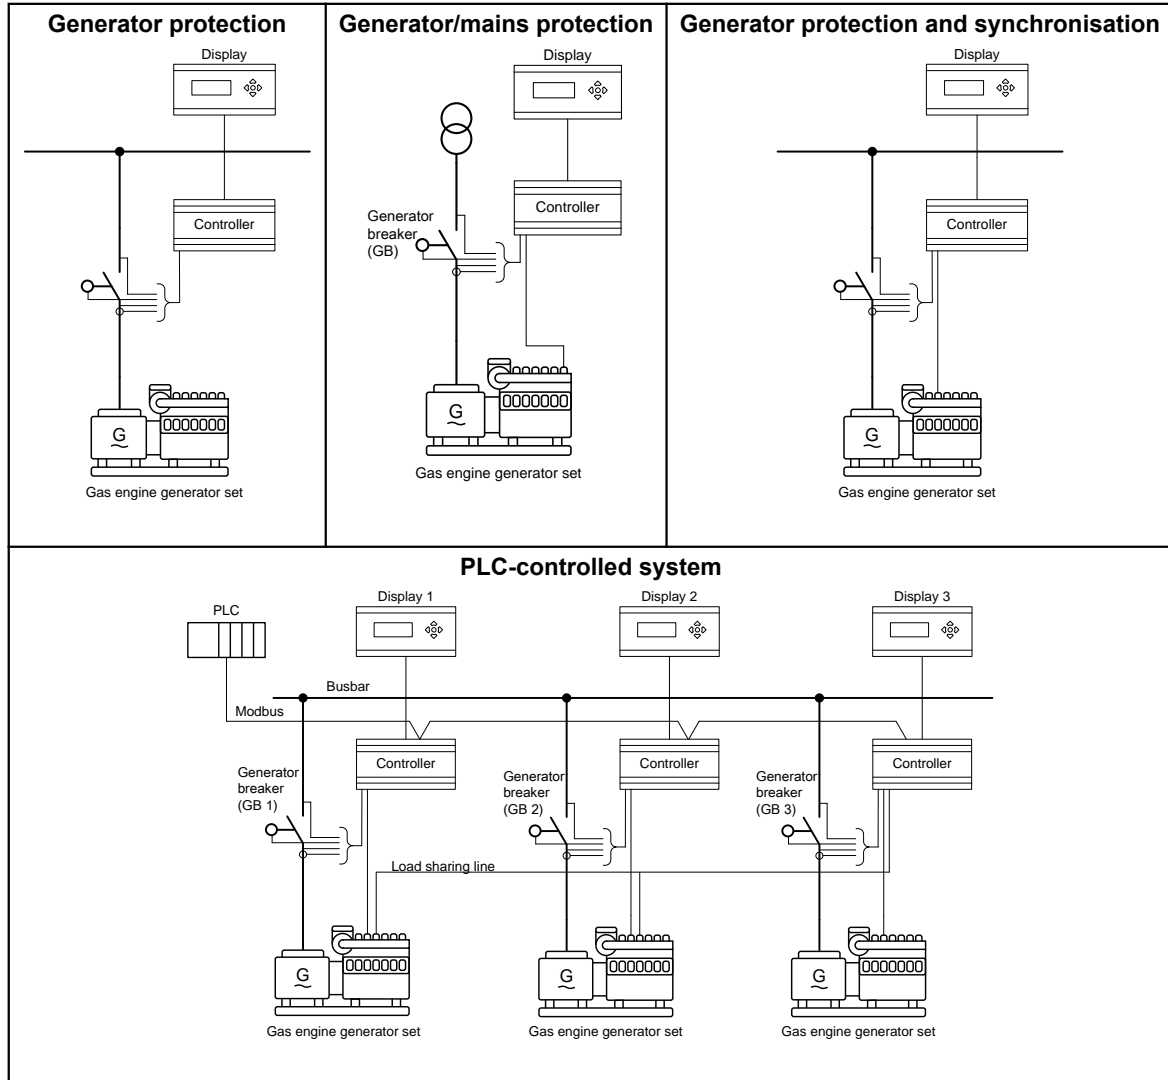 Generator protection
Display
Controller
G
Gas engine generator set
Generator/mains protection
Display
Controller
Generator
breaker
(GB)
G
Gas engine generator set
Generator protection and synchronisation
Display
Controller
G
Gas engine generator set
PLC-controlled system
PLC
Display 1
Display 2
Display 3
Busbar
Modbus
Controller
Controller
Controller
Generator
breaker
(GB 1)
Generator
breaker
(GB 2)
Generator
breaker
(GB 3)
Load sharing line
G
G
G
Gas engine generator set
Gas engine generator set
Gas engine generator set